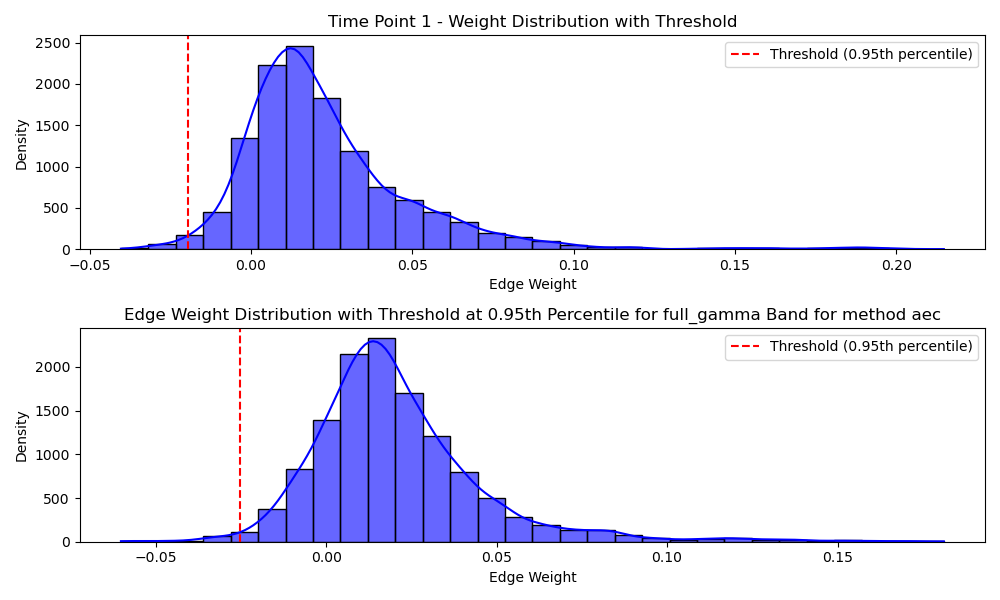 Time Point 1 - Weight Distribution with Threshold
Threshold (0.95th percentile)
Density
2500
2000
1500
1000
500
0
−0.05 0.00 0.05 0.10 0.15 0.20
Edge Weight
Edge Weight Distribution with Threshold at 0.95th Percentile for full_gamma Band for method aec
Threshold (0.95th percentile)
Density
2000
1500
1000
500
0
−0.05 0.00 0.05 0.10 0.15
Edge Weight